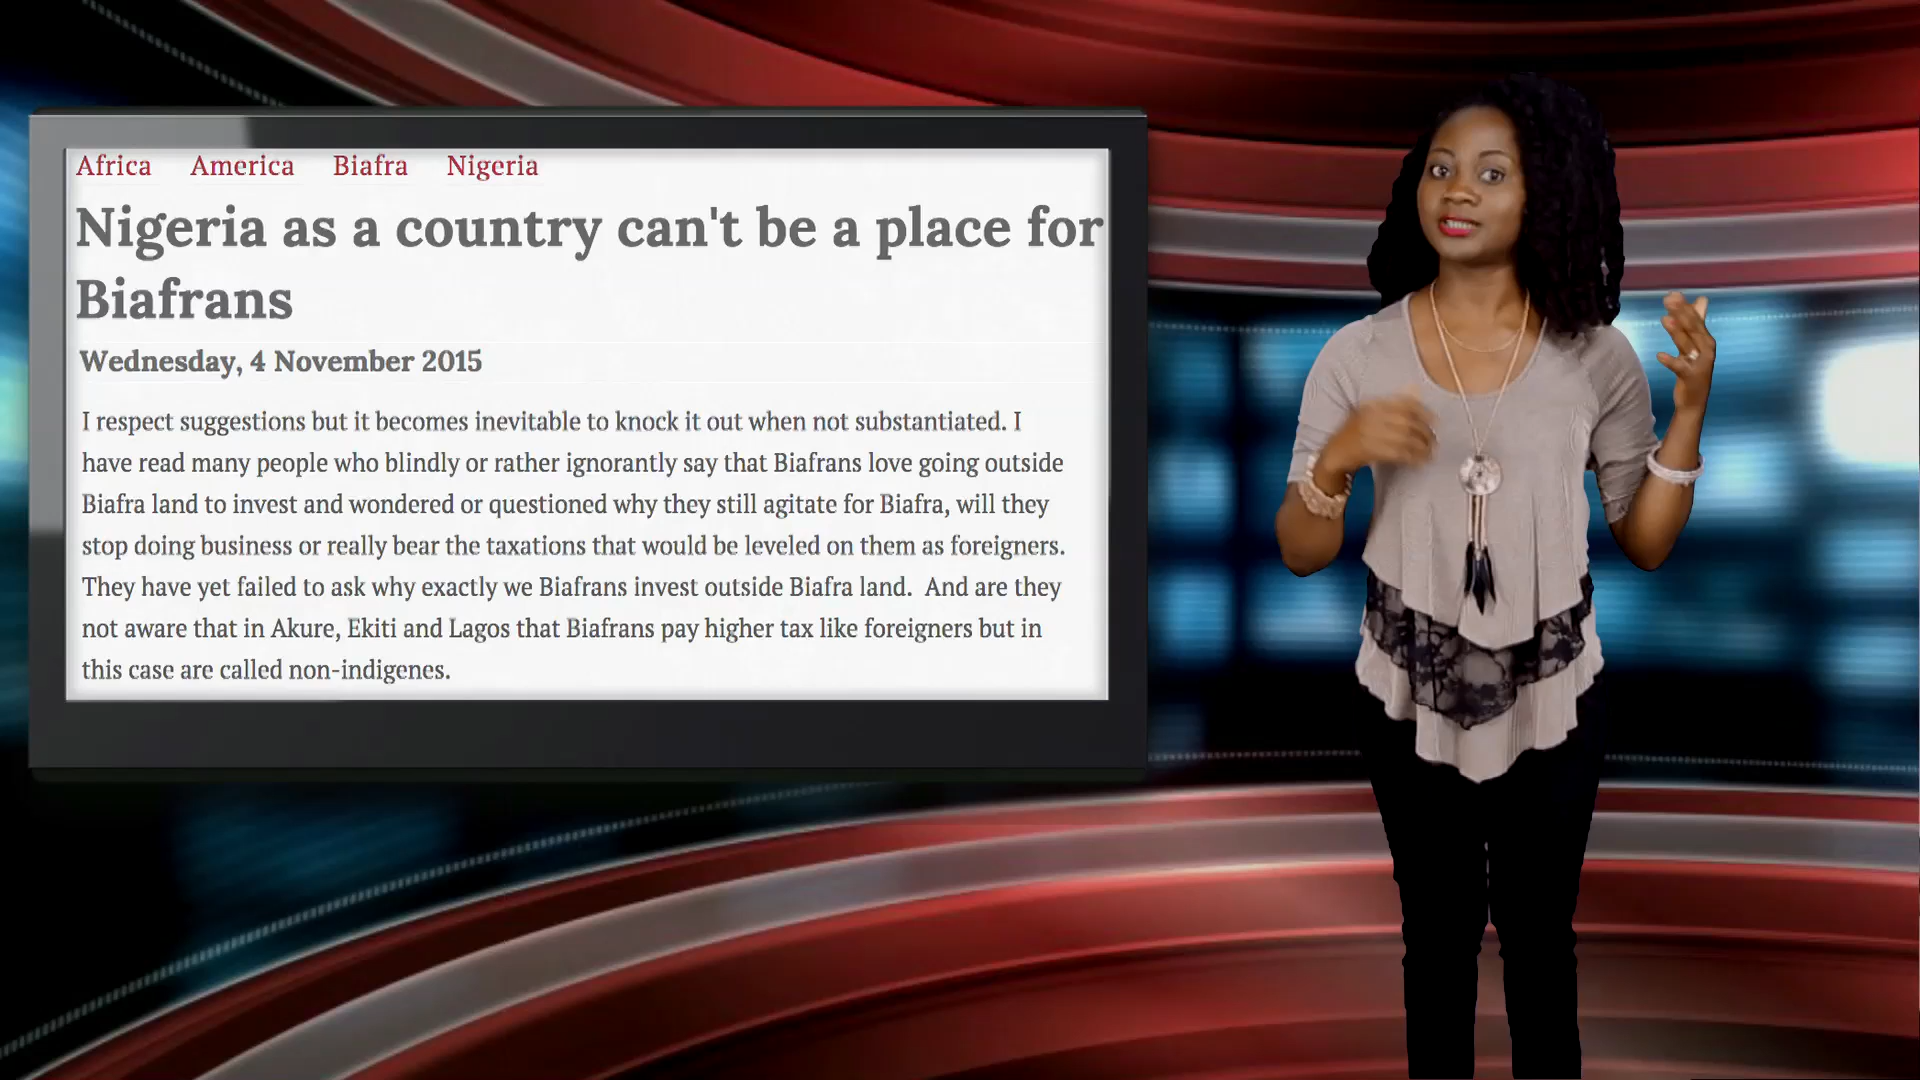 Africa America Biafra Nigeria
Nigeria as a country can't be a place for
Biafrans
Wednesday, 4 November 2015
I respect suggestions but it becomes inevitable to knock it out when not substantiated. I
have read many people who blindly or rather ignorantly say that Biafrans love going outside
Biafra land to invest and wondered or questioned why they still agitate for Biafra, will they
stop doing business or really bear the taxations that would be leveled on them as foreigners.
They have yet failed to ask why exactly we Biafrans invest outside Biafra land.  And are they
not aware that in Akure, Ekiti and Lagos that Biafrans pay higher tax like foreigners but in
this case are called non-indigenes.